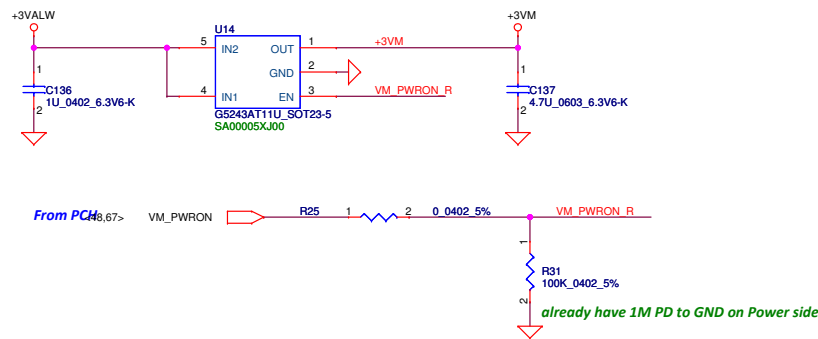 +3VALW
+3VM
U14
5 IN2 OUT 1 +3VM
1 GND 2 1
C136
1U_0402_6.3V6-K
2
4 IN1 EN 3 VM_PWRON_R
C137
4.7U_0603_6.3V6-K
2
G5243AT11U_SOT23-5
SA00005XJ00
From PCH <48,67> VM_PWRON R25 1 2 0_0402_5% VM_PWRON_R
1
R31
100K_0402_5%
2
already have 1M PD to GND on Power side